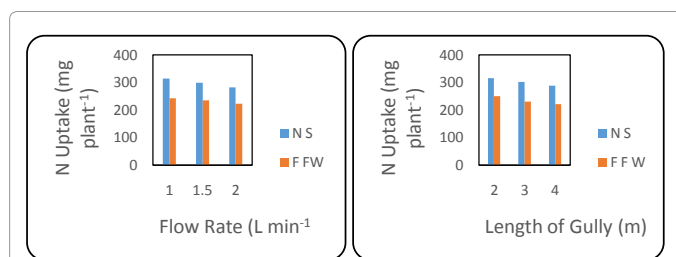 N Uptake (mg
plant-1)
400
300
200
100
0
1 1.5 2
Flow Rate (L min-1
N S
F FW
N Uptake (mg
plant-1)
400
300
200
100
0
2 3 4
Length of Gully (m)
N S
F F W